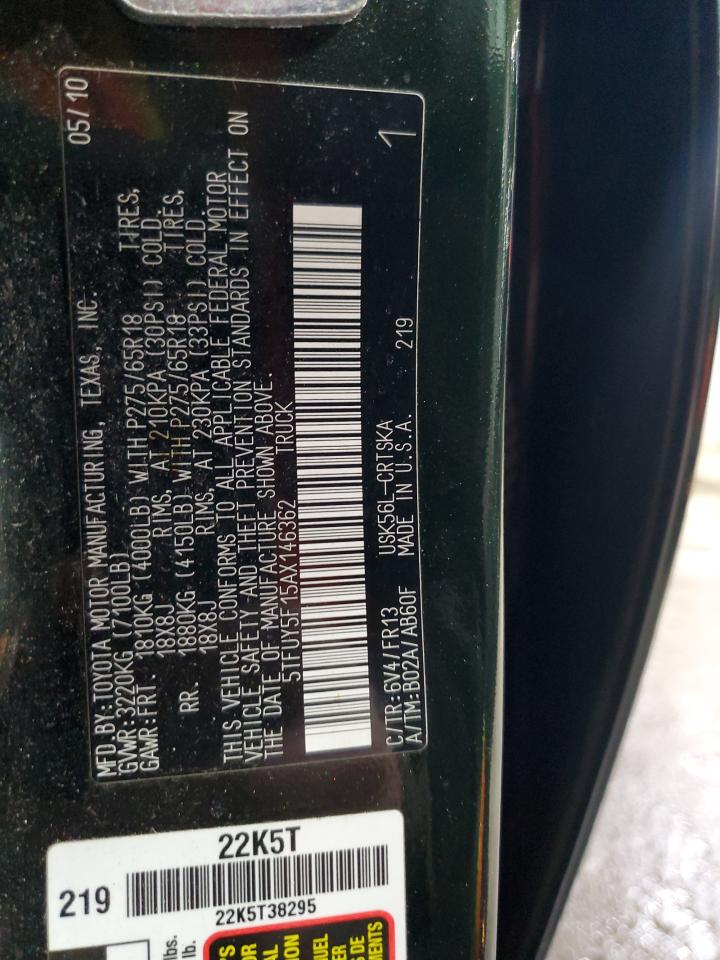 MFD. BY: TOYOTA MOTOR MANUFACTURING, TEXAS, INC. 05/10
GVWR: 3220KG (7100LB)
GAWR: FRT 1810KG (4000LB) WITH P275/65R18 TIRES,
18X8J RIMS, AT 210KPA (30PSI) COLD.
RR. 1880KG (4150LB) WITH P275/65R18 TIRES,
18X8J RIMS, AT 230KPA (33PSI) COLD.
THIS VEHICLE CONFORMS TO ALL APPLICABLE FEDERAL MOTOR
VEHICLE SAFETY AND THEFT PREVENTION STANDARDS IN EFFECT ON
THE DATE OF MANUFACTURE SHOWN ABOVE.
5TFUY5F15AX146362 TRUCK
C/TR: 6V4/FR13 USK56L-CRTSKA 1
A/TM: B02A/AB60F MADE IN U.S.A. 219
22K5T
219
22K5T38295
lbs.
lb.